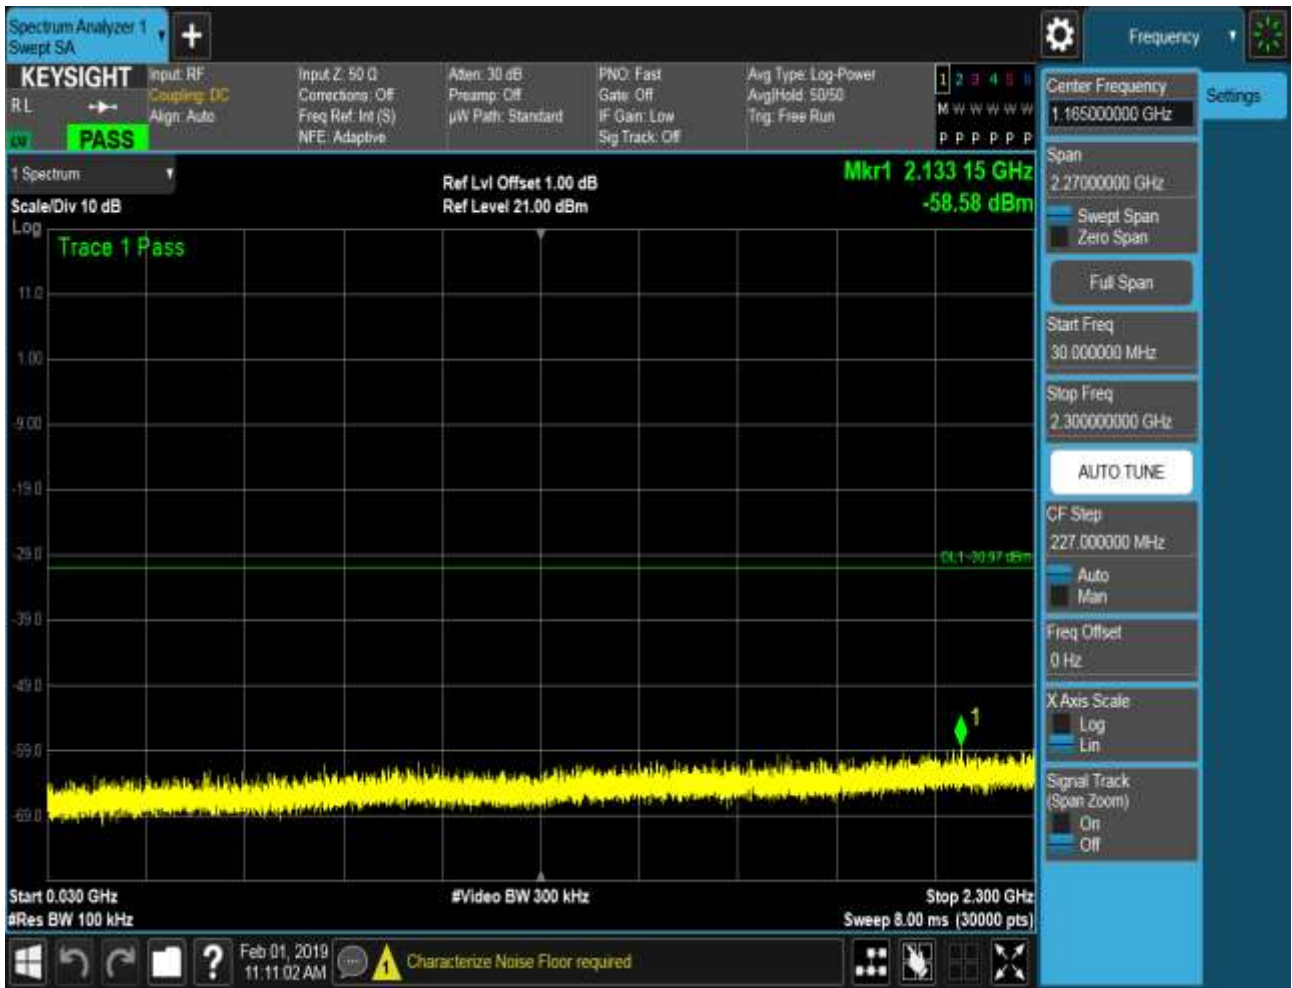 Spectrum Analyzer 1
Swept SA
Frequency
KEYSIGHT
R L
PASS
Input: RF
Coupling: DC
Align: Auto
Input Z: 50 Ω
Corrections: Off
Freq Ref: Int (S)
NFE: Adaptive
Atten: 30 dB
Preamp: Off
µW Path: Standard
PNO: Fast
Gate: Off
IF Gain: Low
Sig Track: Off
Avg Type: Log-Power
Avg|Hold: 50/50
Trig: Free Run
1 2 3 4 5 6
M W W W W W
P P P P P P
1 Spectrum
Scale/Div 10 dB
Ref Lvl Offset 1.00 dB
Ref Level 21.00 dBm
Mkr1 2.133 15 GHz
-58.58 dBm
Log
Trace 1 Pass
11.0
1.00
-9.00
-19.0
-29.0
DL1 -30.97 dBm
-39.0
-49.0
1
-59.0
-69.0
Start 0.030 GHz
#Video BW 300 kHz
Stop 2.300 GHz
#Res BW 100 kHz
Sweep 8.00 ms (30000 pts)
Feb 01, 2019
11:11:02 AM
Characterize Noise Floor required
Center Frequency
1.165000000 GHz
Settings
Span
2.27000000 GHz
Swept Span
Zero Span
Full Span
Start Freq
30.000000 MHz
Stop Freq
2.300000000 GHz
AUTO TUNE
CF Step
227.000000 MHz
Auto
Man
Freq Offset
0 Hz
X Axis Scale
Log
Lin
Signal Track
(Span Zoom)
On
Off